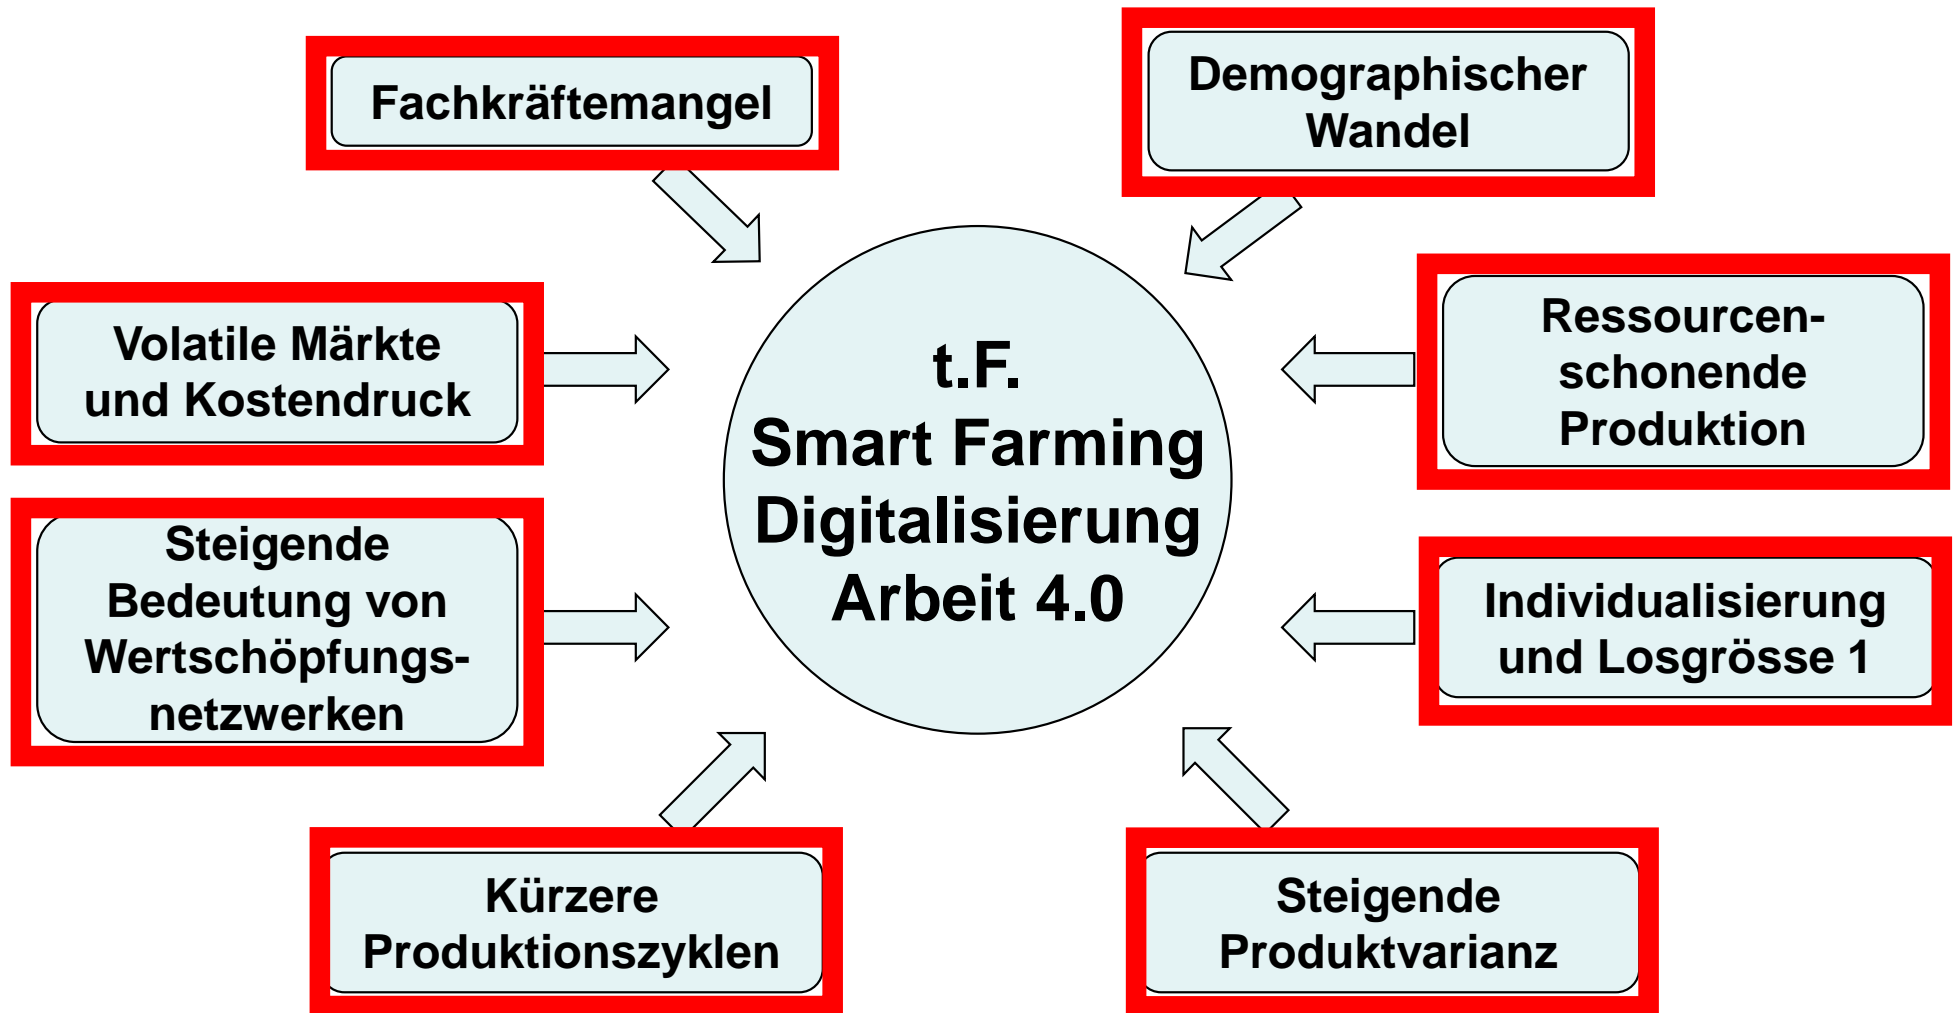 Fachkräftemangel
Demographischer
Wandel
Volatile Märkte
und Kostendruck
Ressourcen-
schonende
Produktion
t.F.
Smart Farming
Digitalisierung
Arbeit 4.0
Steigende
Bedeutung von
Wertschöpfungs-
netzwerken
Individualisierung
und Losgrösse 1
Kürzere
Produktionszyklen
Steigende
Produktvarianz